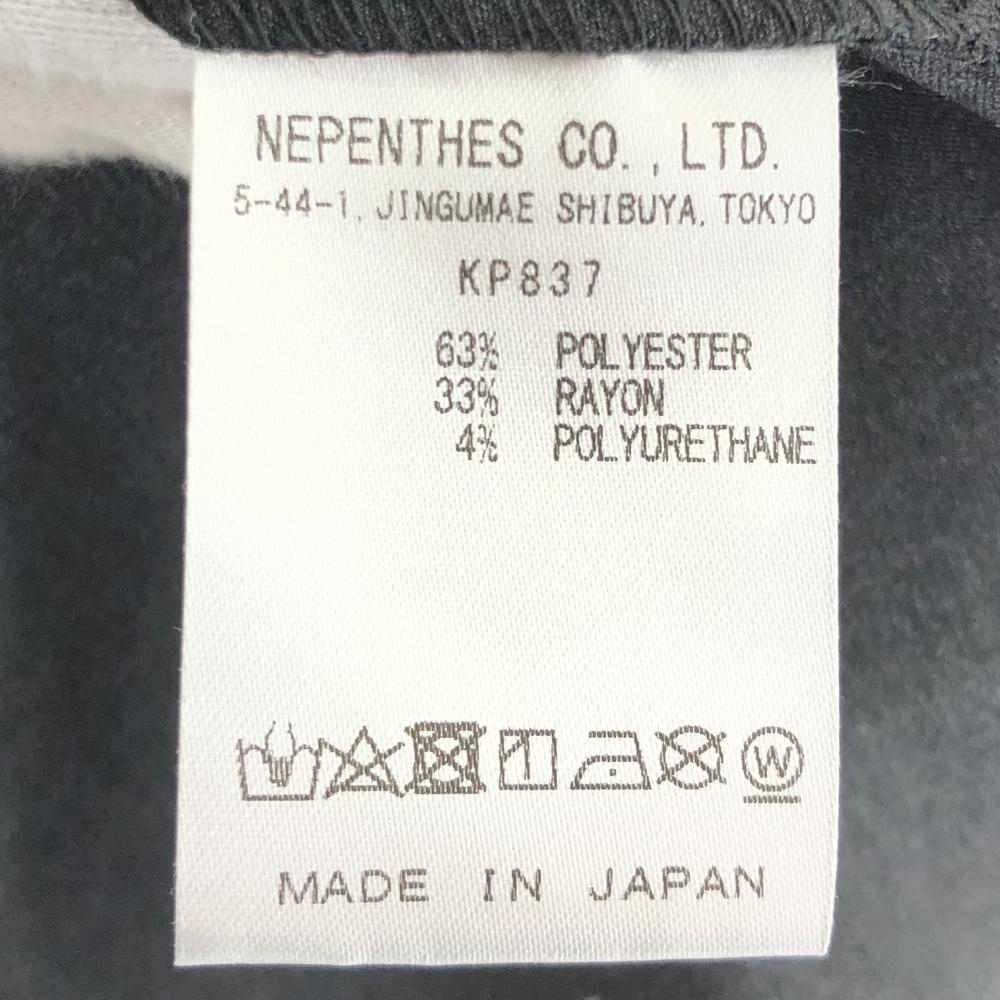 NEPENTHES CO., LTD.
5-44-1, JINGUMAE SHIBUYA, TOKYO
KP837
63% POLYESTER
33% RAYON
4% POLYURETHANE
W
MADE IN JAPAN